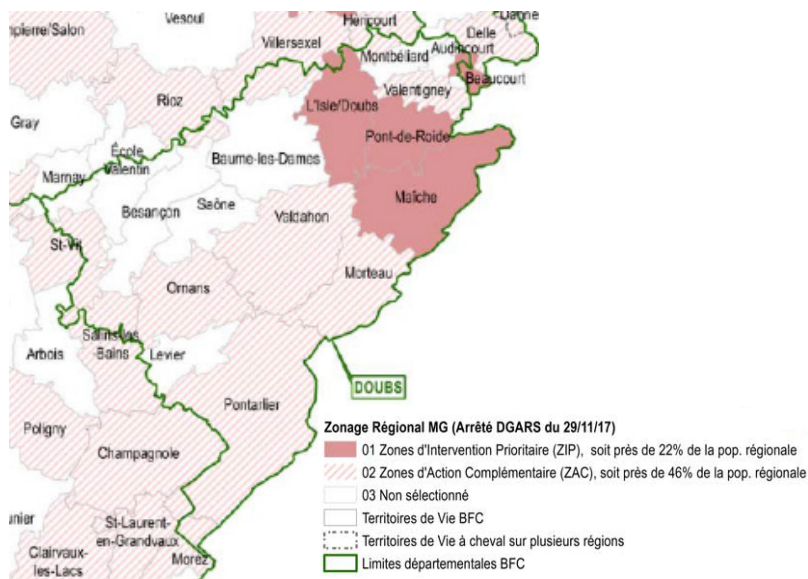 Vesoul
Héricourt
Danne
mpierre/Salon
Villersexel
Delle
Montbéliard
Audincourt
Beaucourt
Rioz
L'Isle/Doubs
Valentigney
Gray
Pont-de-Roide
École
Valentin
Baume-les-Dames
Marnay
Maîche
Besançon
Saône
Valdahon
St-Vit
Morteau
Ornans
Salins-les
-Bains
Arbois
Levier
DOUBS
Pontarlier
Poligny
Champagnole
unier
St-Laurent
-en-Grandvaux
Clairvaux-
les-Lacs
Morez
Zonage Régional MG (Arrêté DGARS du 29/11/17)
01 Zones d'Intervention Prioritaire (ZIP), soit près de 22% de la pop. régionale
02 Zones d'Action Complémentaire (ZAC), soit près de 46% de la pop. régionale
03 Non sélectionné
Territoires de Vie BFC
Territoires de Vie à cheval sur plusieurs régions
Limites départementales BFC